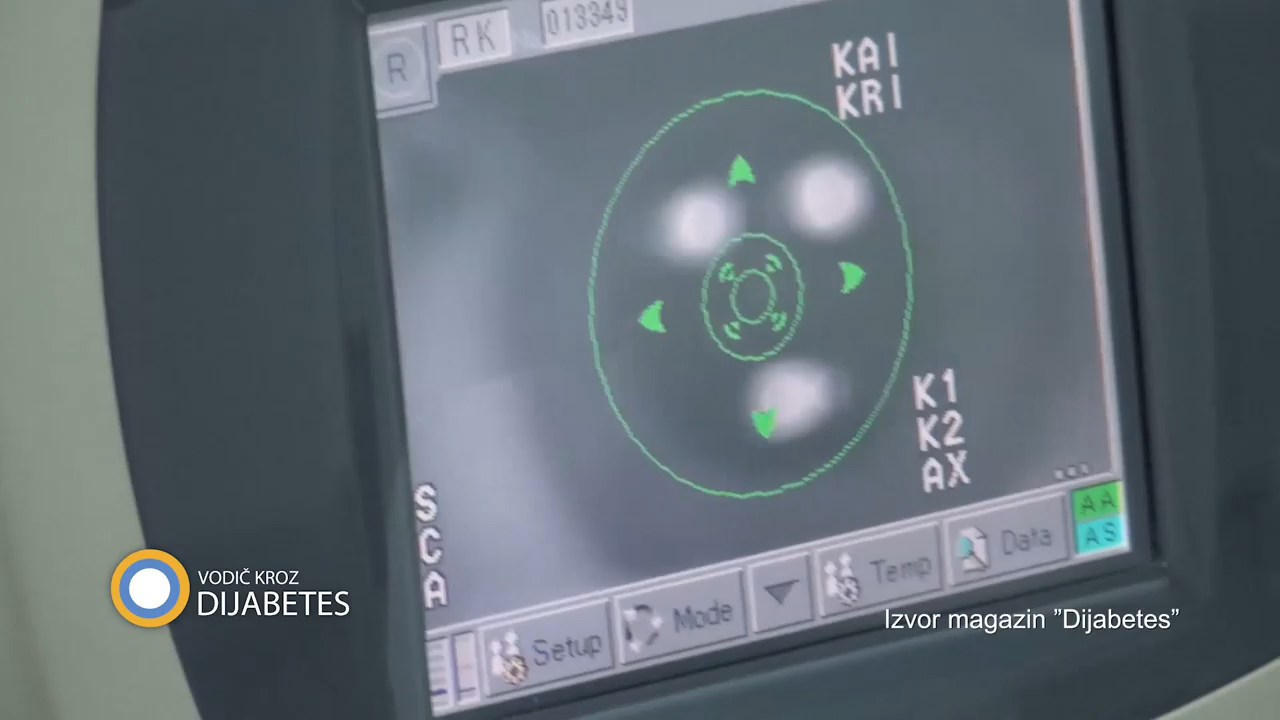 R
RK
013349
KAI
KRI
K1
K2
AX
S
C
A
AA
AS
Setup
Mode
Temp
Data
VODIČ KROZ
DIJABETES
Izvor magazin ”Dijabetes”